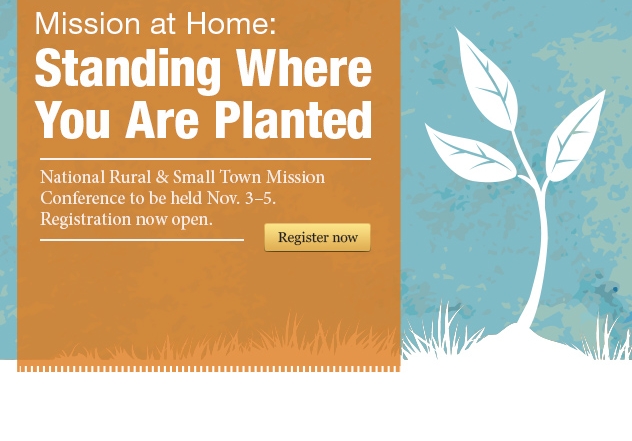 Mission at Home:
Standing Where
You Are Planted
National Rural & Small Town Mission
Conference to be held Nov. 3–5.
Registration now open.
Register now